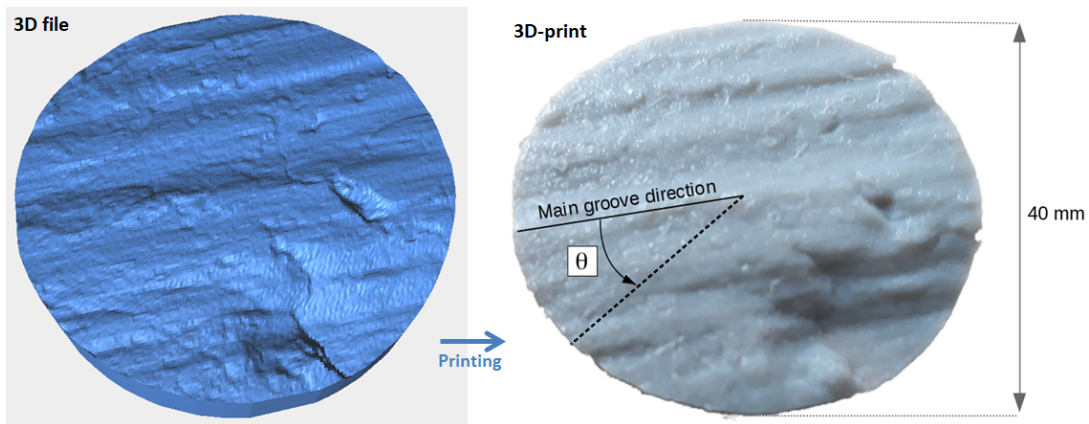 3D file
3D-print
Main groove direction
θ
40 mm
Printing